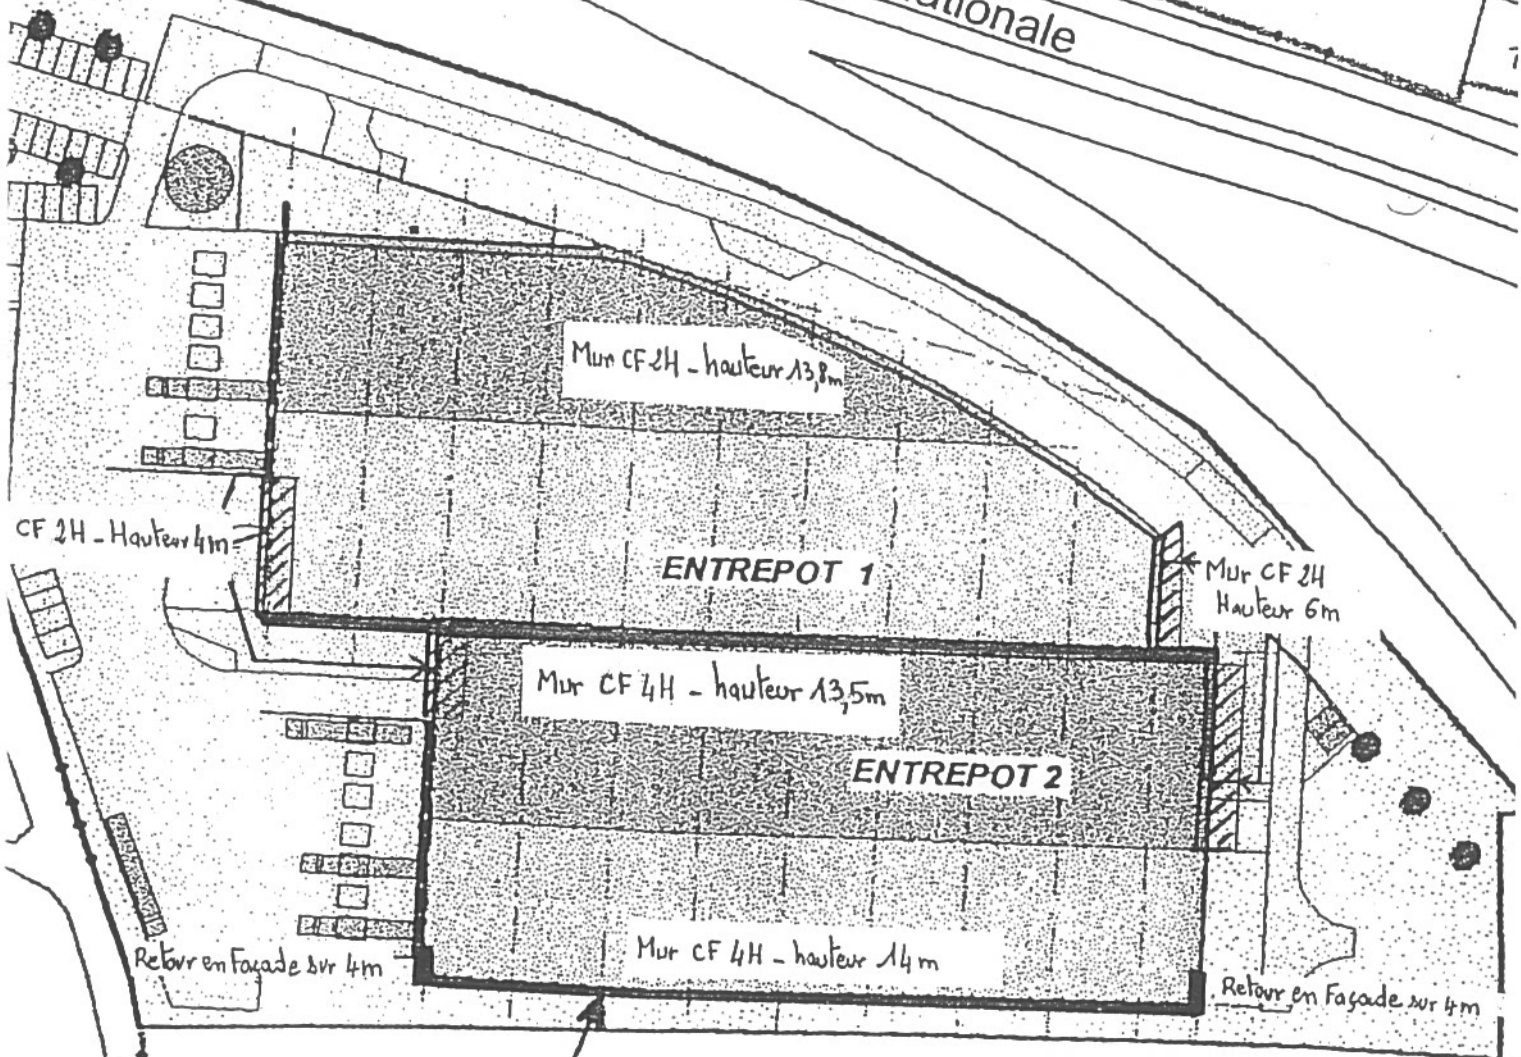 nationale
Mur CF 2H - hauteur 13,8m
CF 2H - Hauteur 4m
ENTREPOT 1
Mur CF 2H
Hauteur 6m
Mur CF 4H - hauteur 13,5m
ENTREPOT 2
Retour en Façade sur 4m
Mur CF 4H - hauteur 14m
Retour en Façade sur 4m